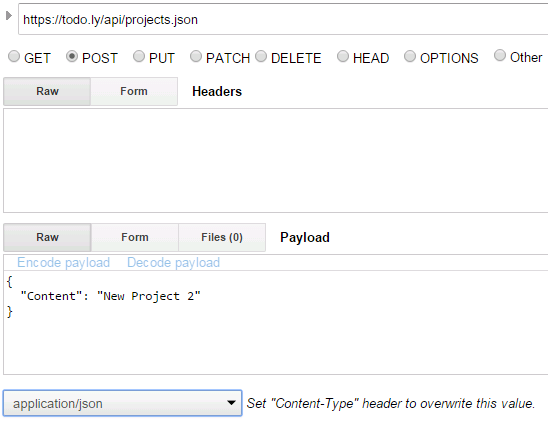 https://todo.ly/api/projects.json
GET POST PUT PATCH DELETE HEAD OPTIONS Other
Raw Form Headers
Raw Form Files (0) Payload
Encode payload Decode payload
{
"Content": "New Project 2"
}
application/json Set "Content-Type" header to overwrite this value.